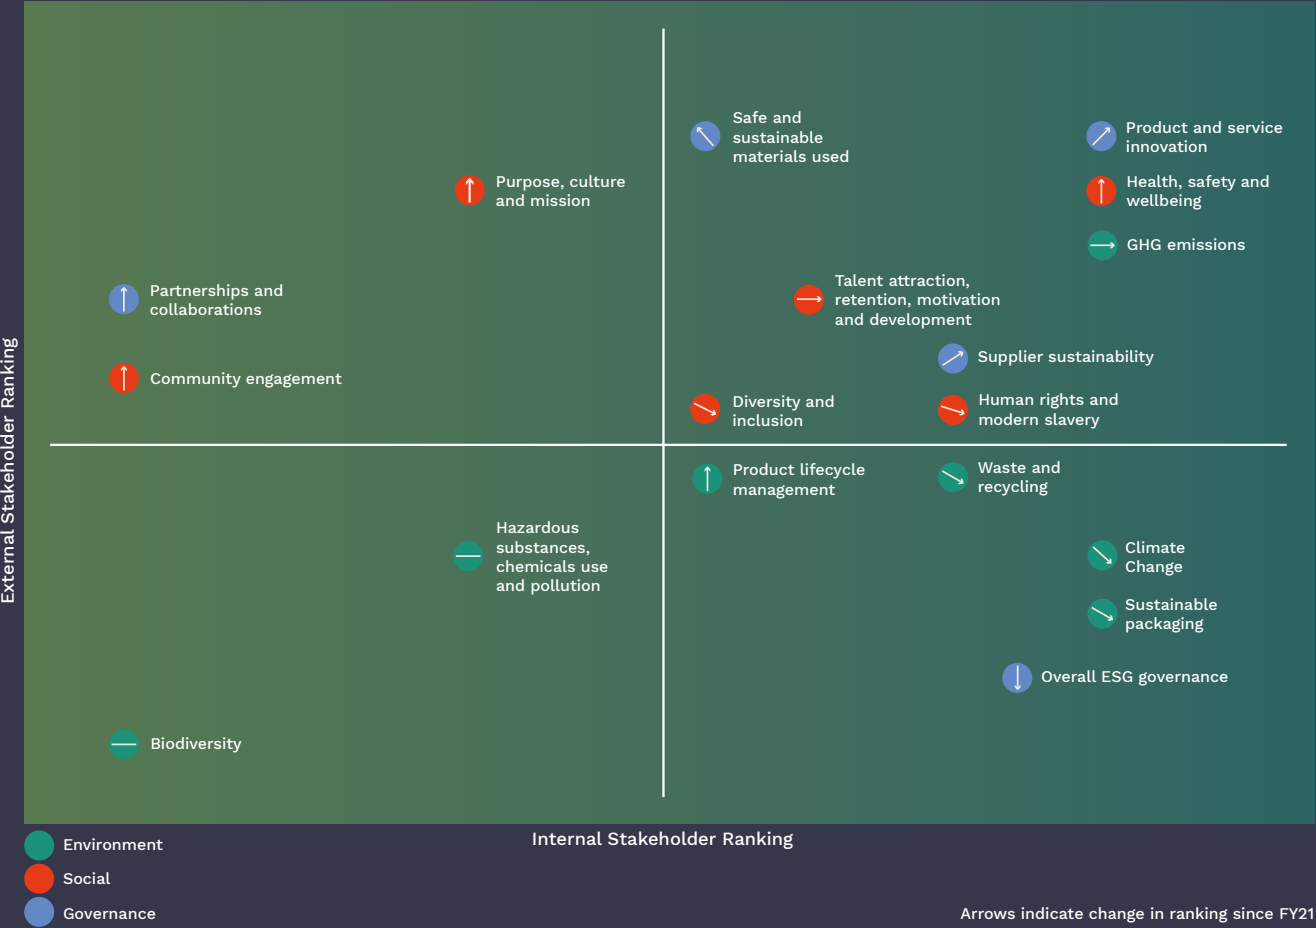 Safe and
sustainable
materials used
Product and service
innovation
Purpose, culture
and mission
Health, safety and
wellbeing
GHG emissions
Partnerships and
collaborations
Talent attraction,
retention, motivation
and development
Supplier sustainability
Community engagement
Diversity and
inclusion
Human rights and
modern slavery
External Stakeholder Ranking
Product lifecycle
management
Waste and
recycling
Hazardous
substances,
chemicals use
and pollution
Climate
Change
Sustainable
packaging
Overall ESG governance
Biodiversity
Internal Stakeholder Ranking
Environment
Social
Governance
Arrows indicate change in ranking since FY21